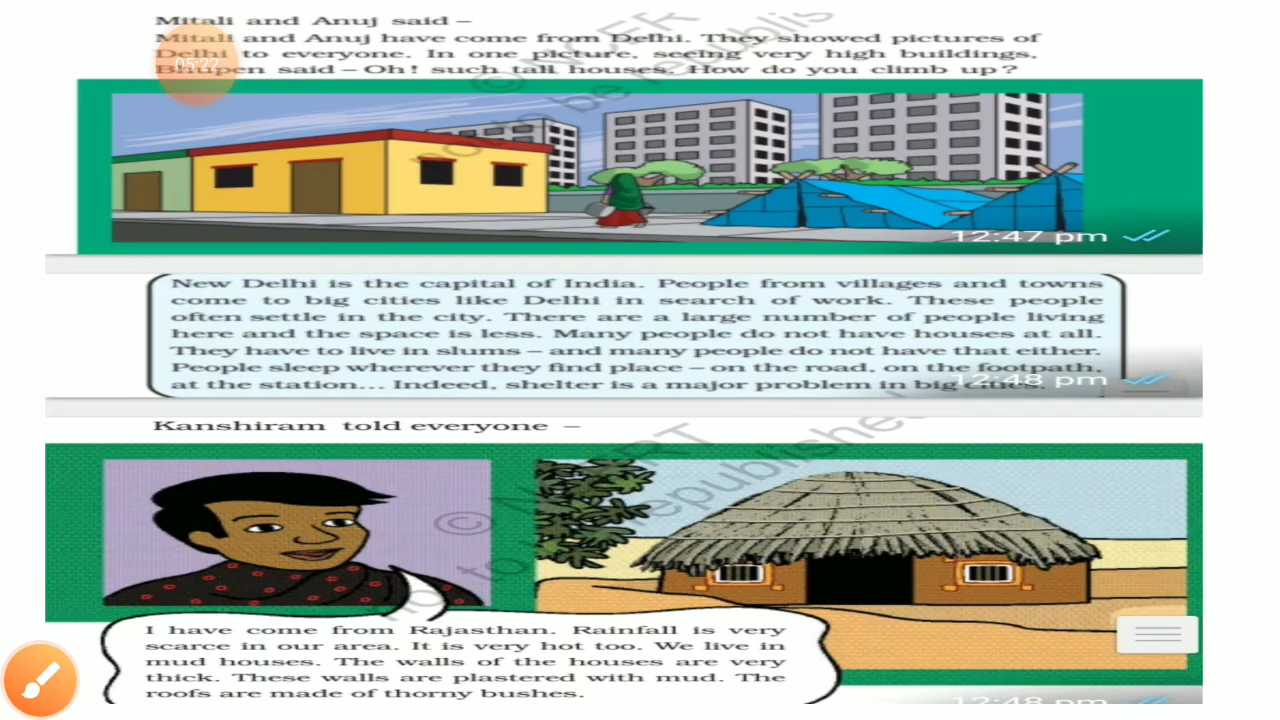 Mitali and Anuj said –
Mitali and Anuj have come from Delhi. They showed pictures of
Delhi to everyone. In one picture, seeing very high buildings.
Bhupen said – Oh! such tall houses. How do you climb up?
05:22
12:47 pm
New Delhi is the capital of India. People from villages and towns
come to big cities like Delhi in search of work. These people
often settle in the city. There are a large number of people living
here and the space is less. Many people do not have houses at all.
They have to live in slums – and many people do not have that either.
People sleep wherever they find place – on the road, on the footpath,
at the station... Indeed, shelter is a major problem in big cities.
12:48 pm
Kanshiram told everyone –
I have come from Rajasthan. Rainfall is very
scarce in our area. It is very hot too. We live in
mud houses. The walls of the houses are very
thick. These walls are plastered with mud. The
roofs are made of thorny bushes.
12:48 pm